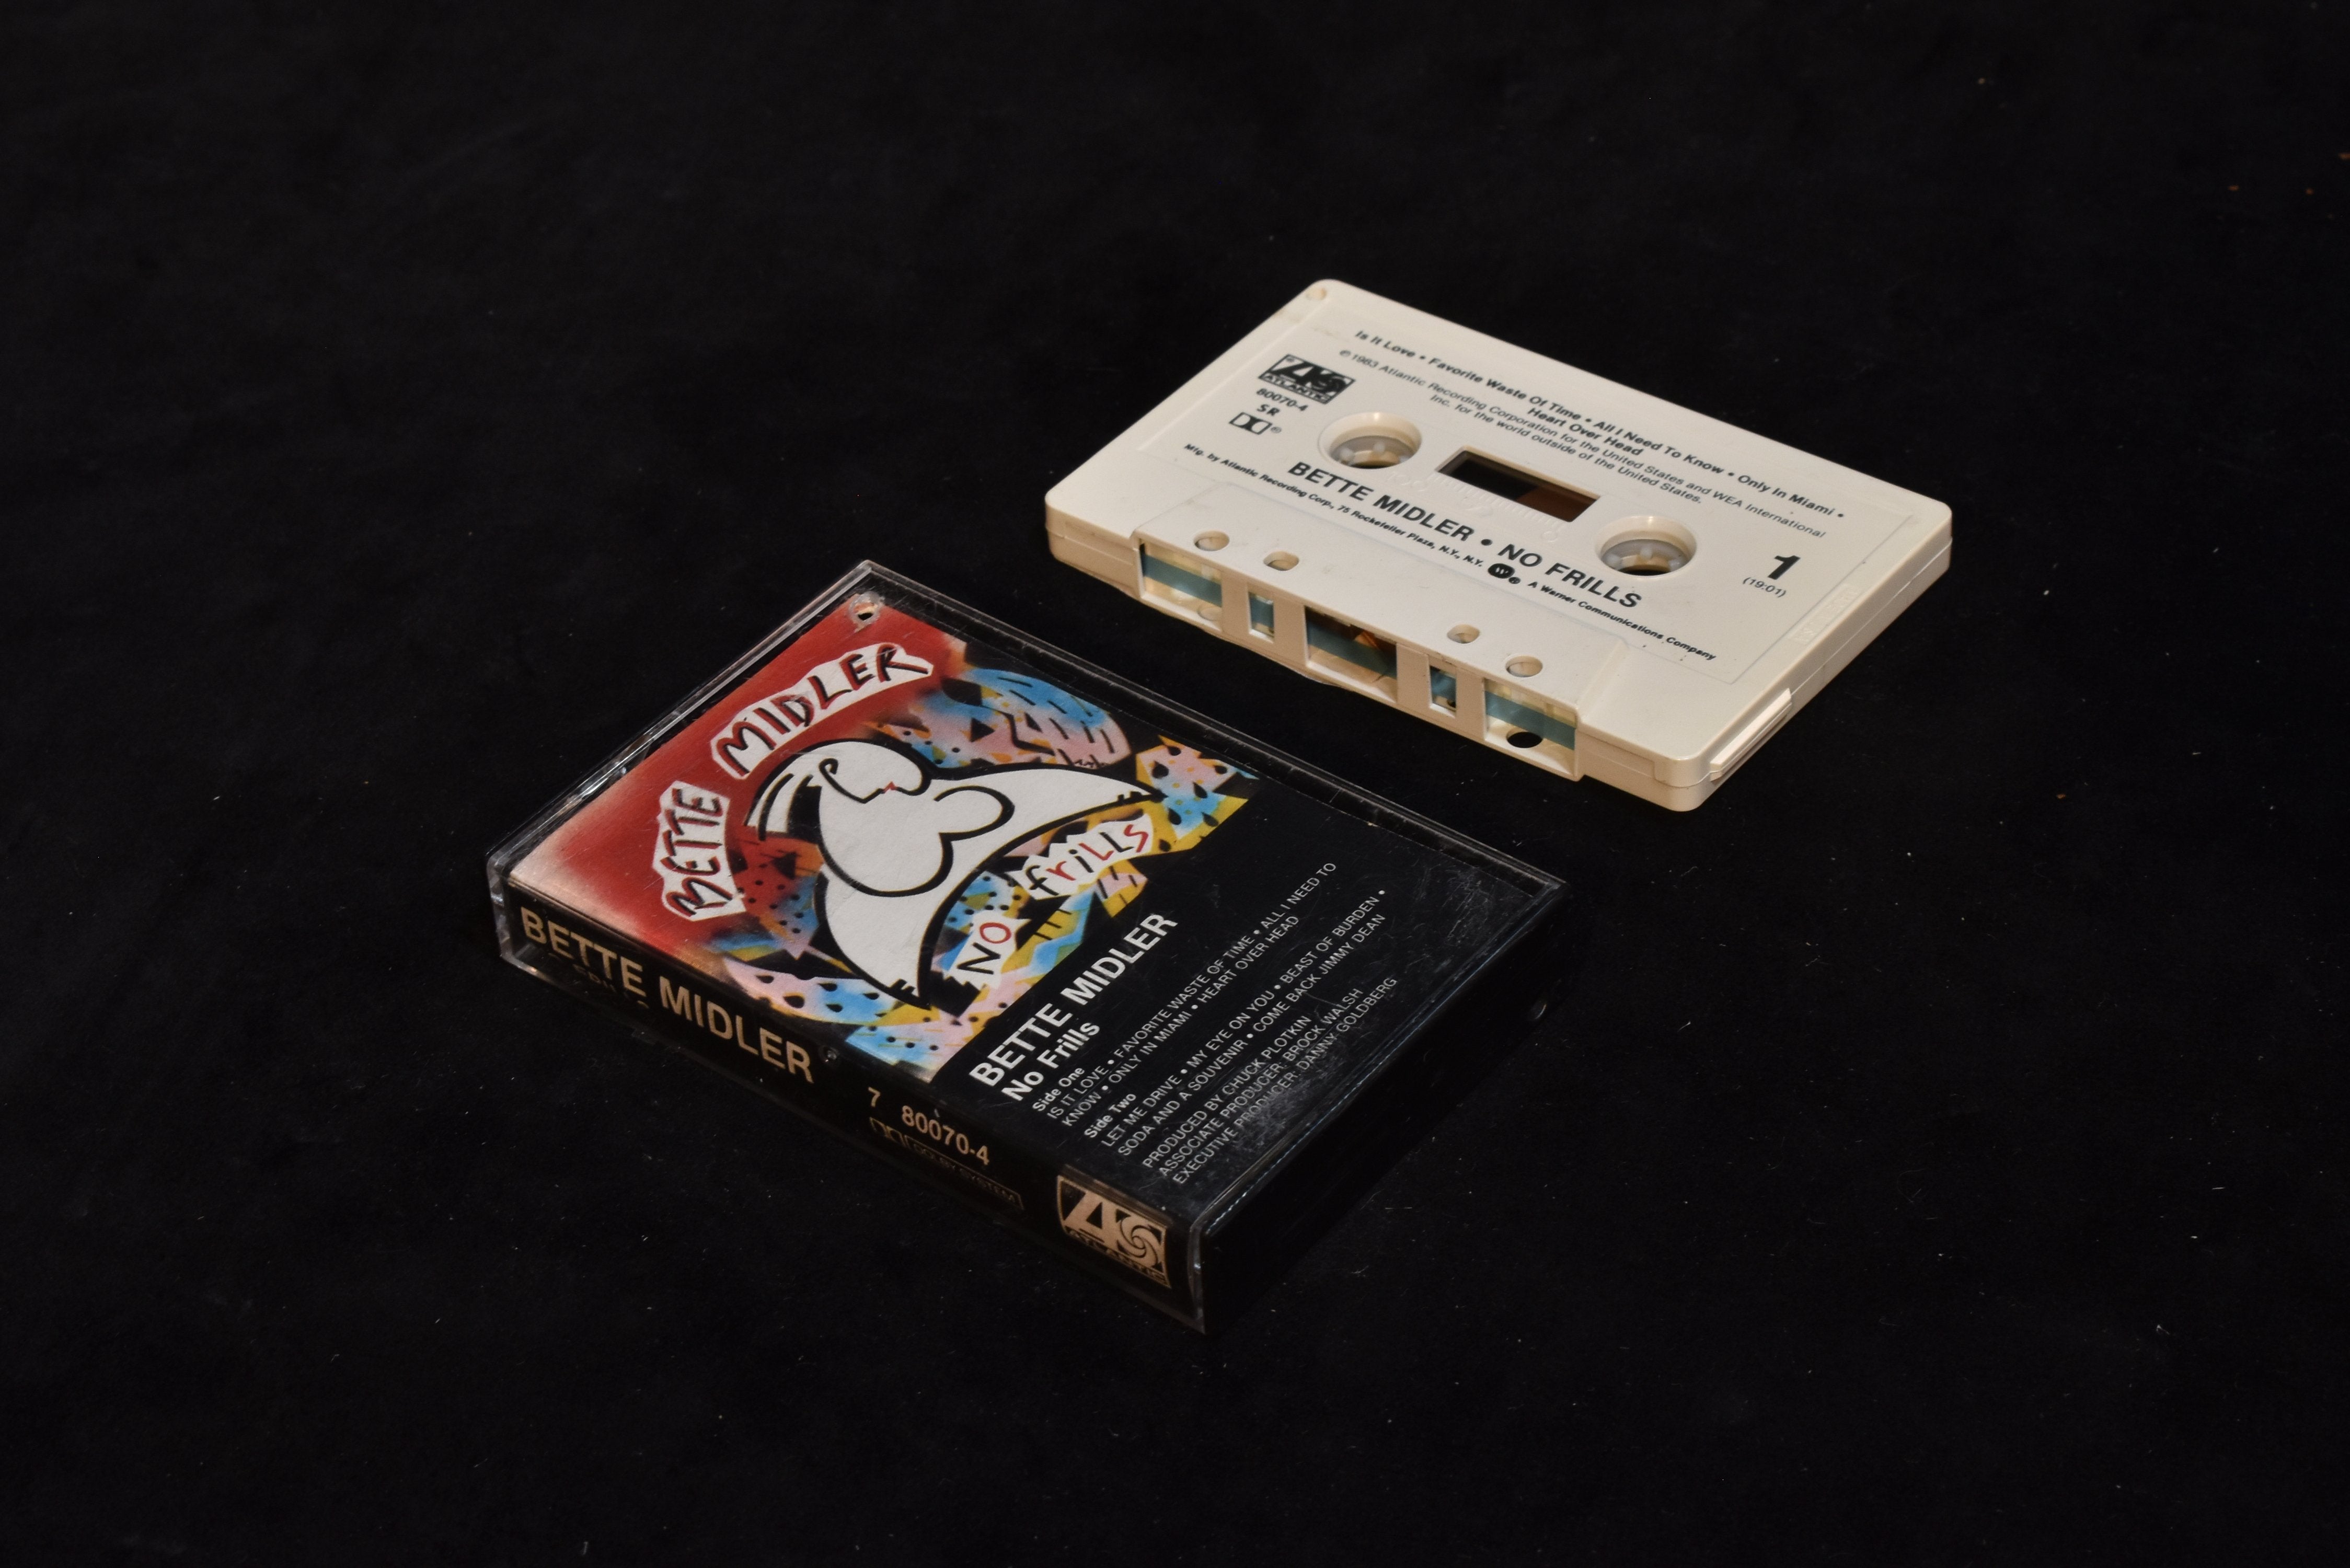 Is It Love • Favorite Waste Of Time • All I Need To Know • Only In Miami •
Heart Over Head
℗ 1983 Atlantic Recording Corporation for the United States and WEA International
Inc. for the world outside of the United States.
ATLANTIC
80070-4
SR
BETTE MIDLER • NO FRILLS
Mfg. by Atlantic Recording Corp., 75 Rockefeller Plaza, N.Y., N.Y. A Warner Communications Company
1
(19:01)
BETTE MIDLER
NO frills
BETTE MIDLER
No Frills
Side One
IS IT LOVE • FAVORITE WASTE OF TIME • ALL I NEED TO
KNOW • ONLY IN MIAMI • HEART OVER HEAD
Side Two
LET ME DRIVE • MY EYE ON YOU • BEAST OF BURDEN •
SODA AND A SOUVENIR • COME BACK JIMMY DEAN
PRODUCED BY CHUCK PLOTKIN
ASSOCIATE PRODUCER: BROCK WALSH
EXECUTIVE PRODUCER: DANNY GOLDBERG
BETTE MIDLER
7 80070-4
DOLBY SYSTEM
ATLANTIC